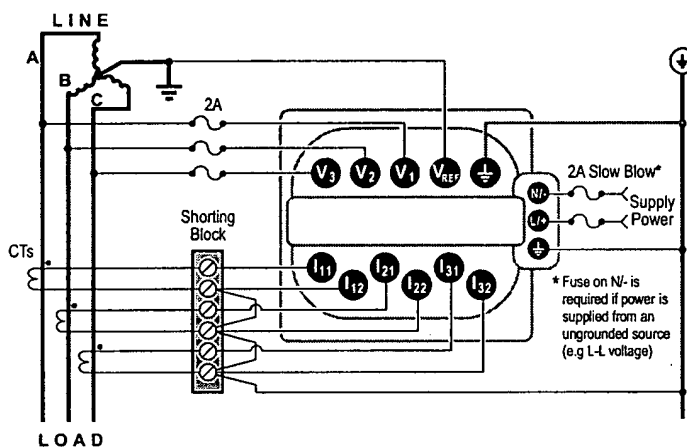 LINE
A
B
C
2A
V3 V2 V1 VREF
2A Slow Blow*
N/-
Supply
L/+
Power
Shorting
Block
CTs
I11 I21 I31
I12 I22 I32
* Fuse on N/- is
required if power is
supplied from an
ungrounded source
(e.g L-L voltage)
LOAD